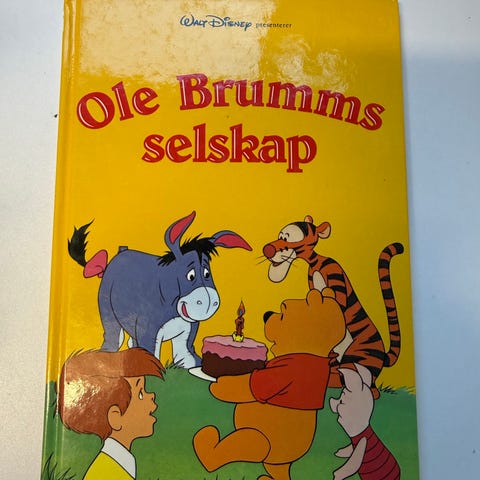 Walt Disney presenterer
Ole Brumms
selskap